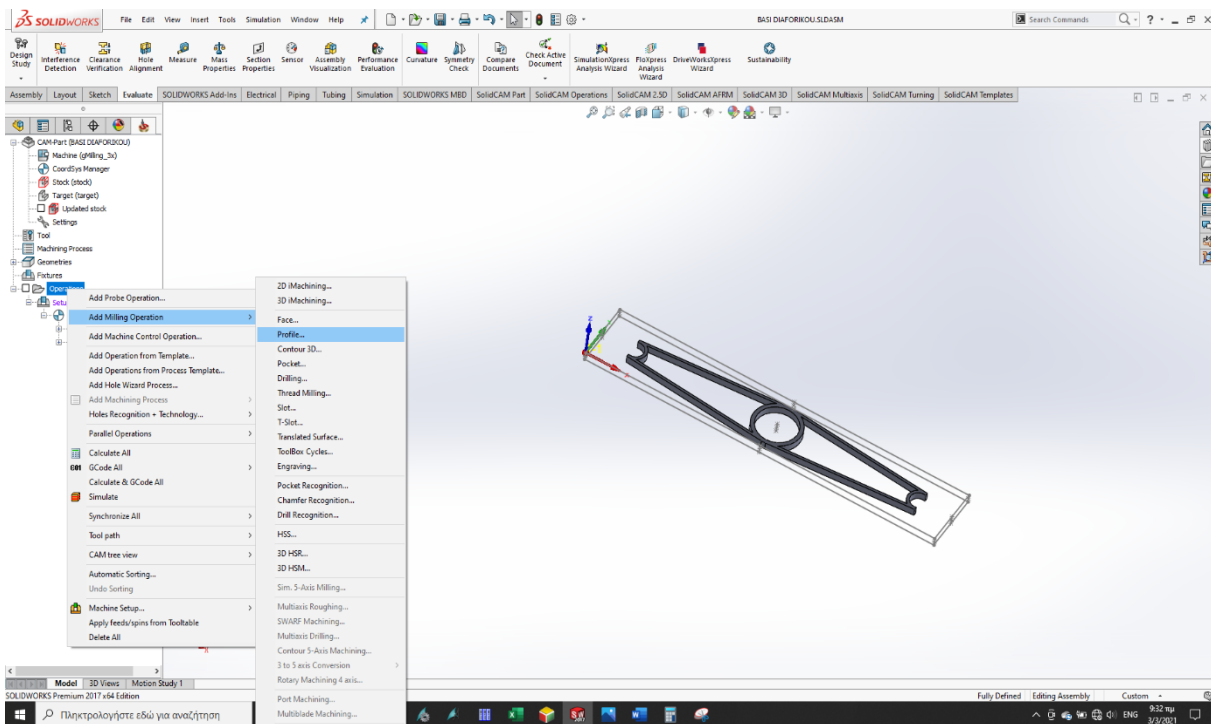 SOLIDWORKS File Edit View Insert Tools Simulation Window Help BASI DIAFORIKOU.SLDASM Search Commands
Design Study
Interference Detection
Clearance Verification
Hole Alignment
Measure
Mass Properties
Section Properties
Sensor
Assembly Visualization
Performance Evaluation
Curvature
Symmetry Check
Compare Documents
Check Active Document
SimulationXpress Analysis Wizard
FloXpress Analysis Wizard
DriveWorksXpress Wizard
Sustainability
Assembly Layout Sketch Evaluate SOLIDWORKS Add-Ins Electrical Piping Tubing Simulation SOLIDWORKS MBD SolidCAM Part SolidCAM Operations SolidCAM 2.5D SolidCAM AFRM SolidCAM 3D SolidCAM Multiaxis SolidCAM Turning SolidCAM Templates
CAM-Part (BASI DIAFORIKOU)
Machine (gMilling_3x)
CoordSys Manager
Stock (stock)
Target (target)
Updated stock
Settings
Tool
Machining Process
Geometries
Fixtures
Operations
Setu
Add Probe Operation...
Add Milling Operation
Add Machine Control Operation...
Add Operation from Template...
Add Operations from Process Template...
Add Hole Wizard Process...
Add Machining Process
Holes Recognition + Technology...
Parallel Operations
Calculate All
G01 GCode All
Calculate & GCode All
Simulate
Synchronize All
Tool path
CAM tree view
Automatic Sorting...
Undo Sorting
Machine Setup...
Apply feeds/spins from Tooltable
Delete All
2D iMachining...
3D iMachining...
Face...
Profile...
Contour 3D...
Pocket...
Drilling...
Thread Milling...
Slot...
T-Slot...
Translated Surface...
ToolBox Cycles...
Engraving...
Pocket Recognition...
Chamfer Recognition...
Drill Recognition...
HSS...
3D HSR...
3D HSM...
Sim. 5-Axis Milling...
Multiaxis Roughing...
SWARF Machining...
Multiaxis Drilling...
Contour 5-Axis Machining...
3 to 5 axis Conversion
Rotary Machining 4 axis...
Port Machining...
Multiblade Machining...
Z
X
Model 3D Views Motion Study 1
SOLIDWORKS Premium 2017 x64 Edition Fully Defined Editing Assembly Custom
Πληκτρολογήστε εδώ για αναζήτηση ENG 9:32 πμ
3/3/2021